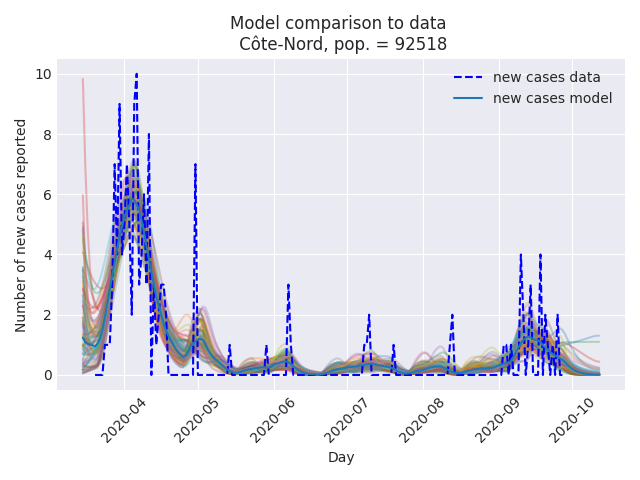 Model comparison to data
Côte-Nord, pop. = 92518
new cases data
new cases model
Number of new cases reported
10
8
6
4
2
0
2020-04
2020-05
2020-06
2020-07
2020-08
2020-09
2020-10
Day